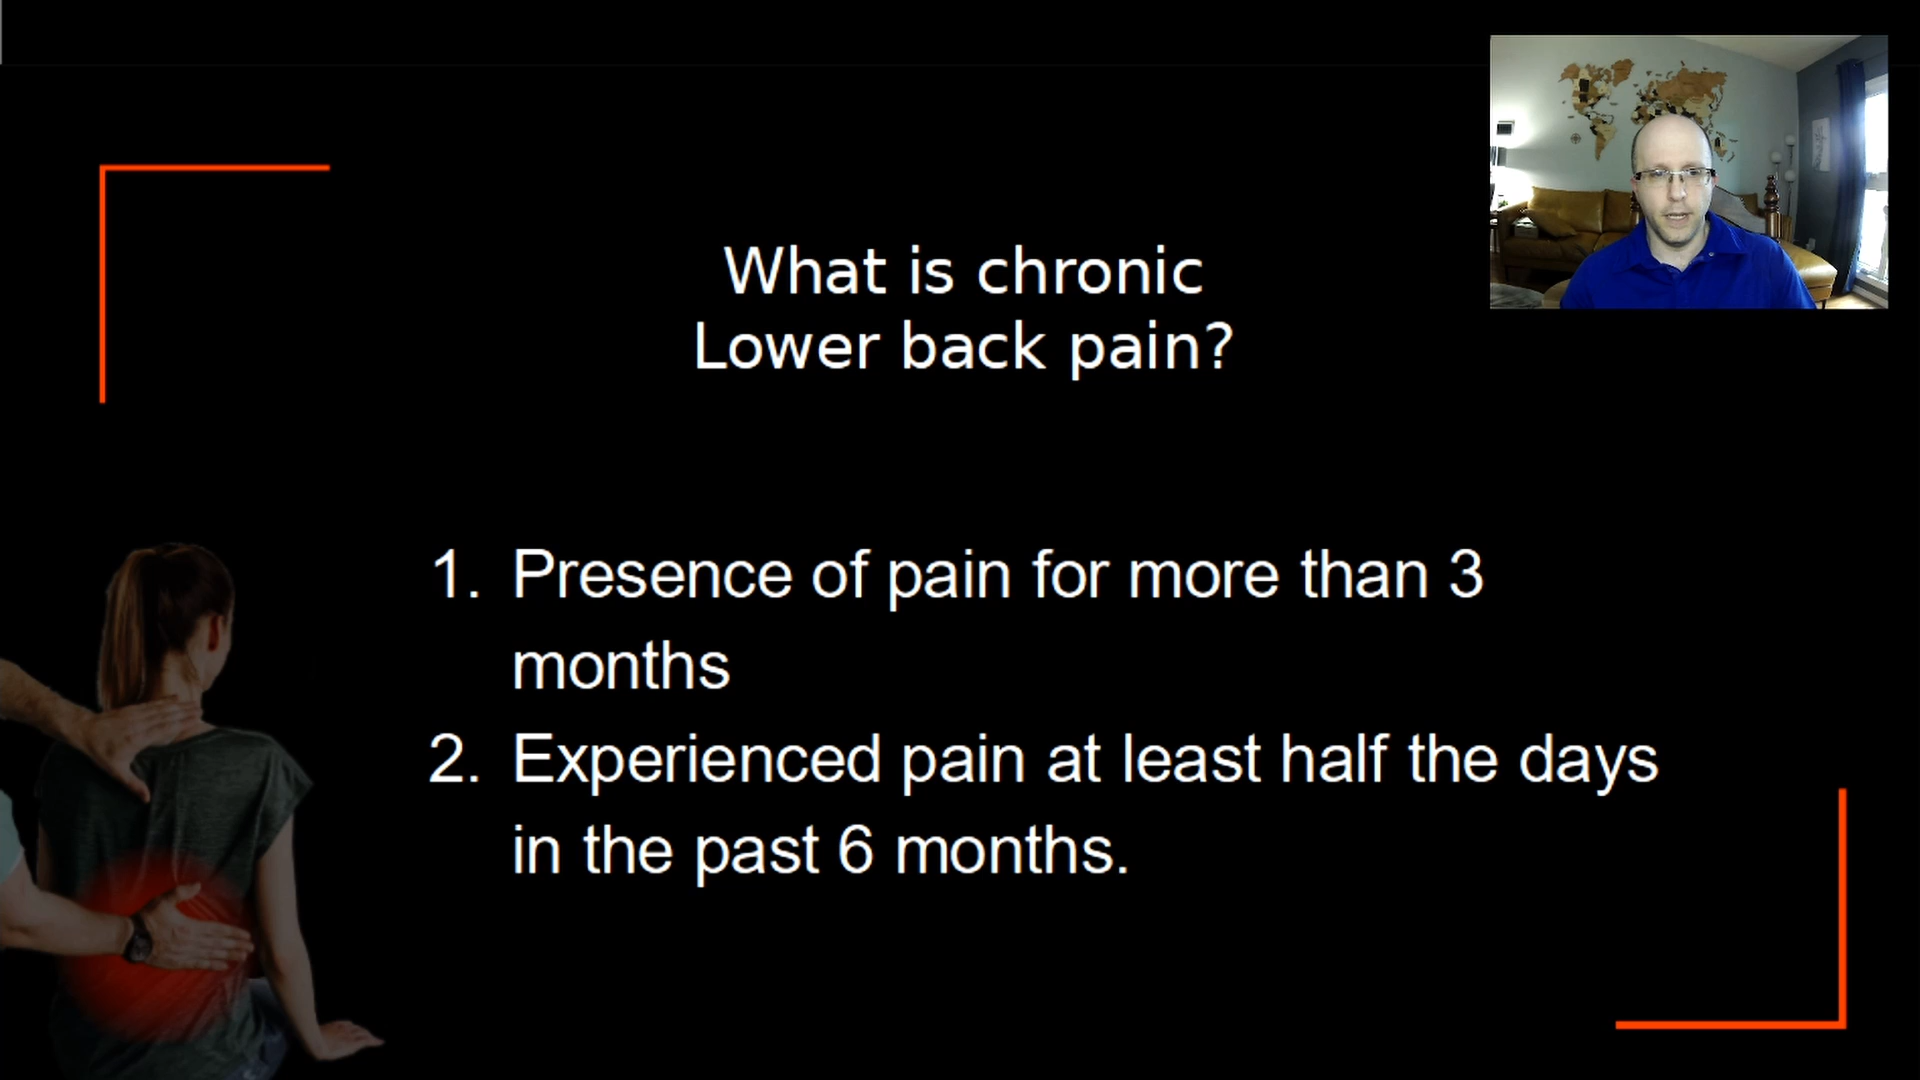 What is chronic
Lower back pain?
1. Presence of pain for more than 3
months
2. Experienced pain at least half the days
in the past 6 months.